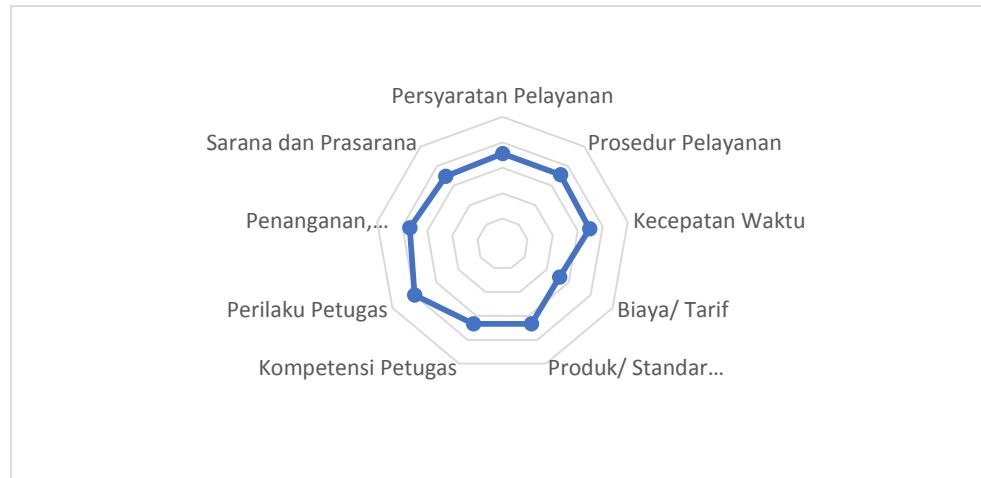 Persyaratan Pelayanan
Prosedur Pelayanan
Kecepatan Waktu
Biaya/ Tarif
Produk/ Standar...
Kompetensi Petugas
Perilaku Petugas
Penanganan,...
Sarana dan Prasarana